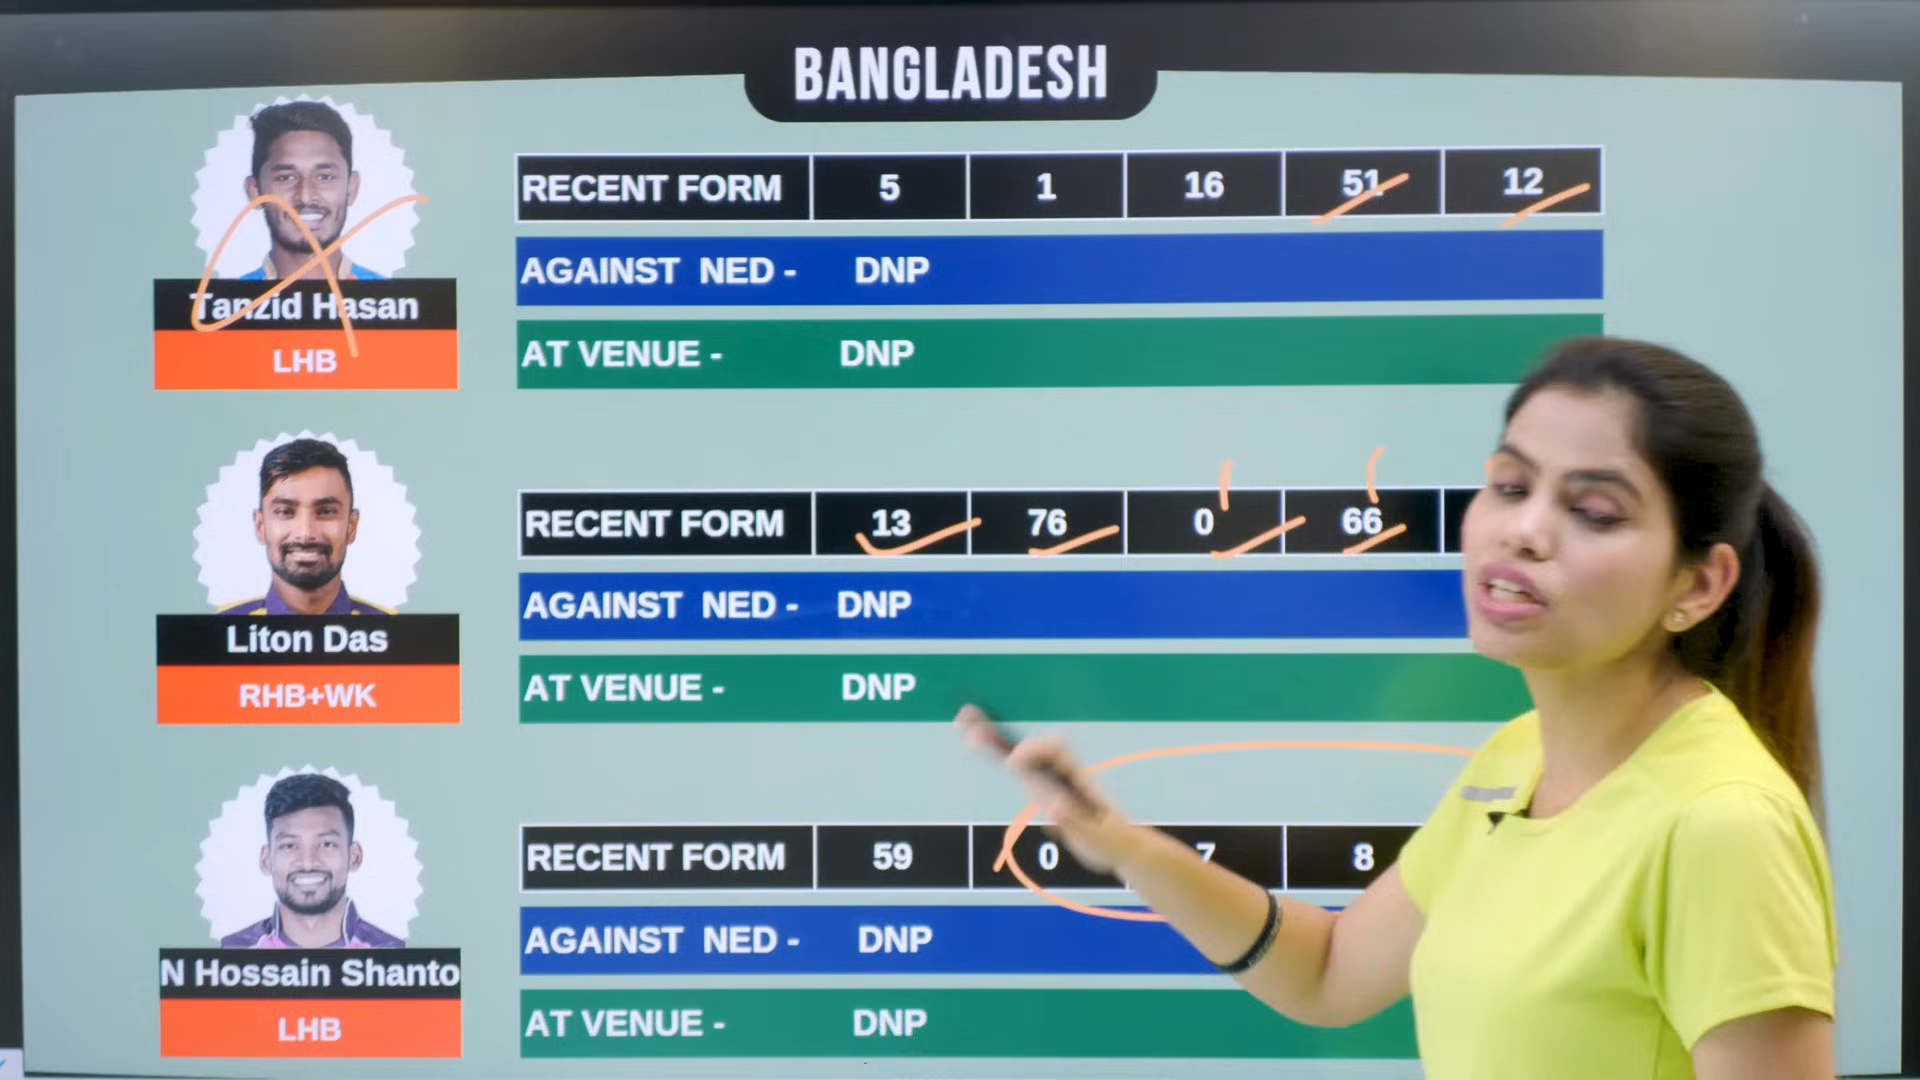 BANGLADESH
RECENT FORM 5 1 16 51 12
AGAINST NED - DNP
AT VENUE - DNP
Tanzid Hasan
LHB
RECENT FORM 13 76 0 66
AGAINST NED - DNP
AT VENUE - DNP
Liton Das
RHB+WK
RECENT FORM 59 0 7 8
AGAINST NED - DNP
AT VENUE - DNP
N Hossain Shanto
LHB